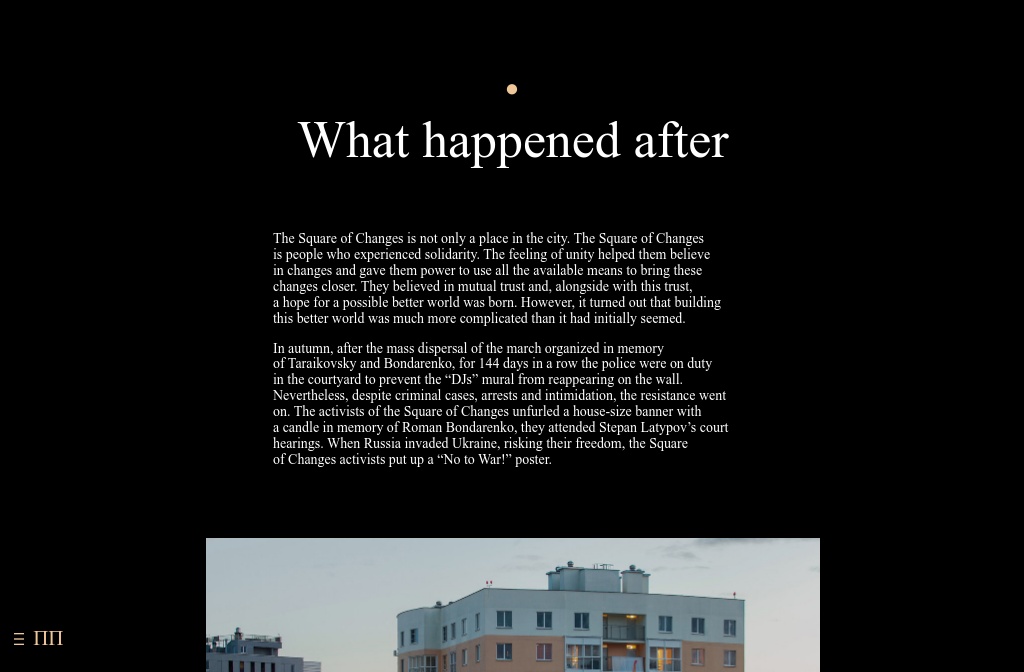 What happened after
The Square of Changes is not only a place in the city. The Square of Changes
is people who experienced solidarity. The feeling of unity helped them believe
in changes and gave them power to use all the available means to bring these
changes closer. They believed in mutual trust and, alongside with this trust,
a hope for a possible better world was born. However, it turned out that building
this better world was much more complicated than it had initially seemed.
In autumn, after the mass dispersal of the march organized in memory
of Taraikovsky and Bondarenko, for 144 days in a row the police were on duty
in the courtyard to prevent the “DJs” mural from reappearing on the wall.
Nevertheless, despite criminal cases, arrests and intimidation, the resistance went
on. The activists of the Square of Changes unfurled a house-size banner with
a candle in memory of Roman Bondarenko, they attended Stepan Latypov’s court
hearings. When Russia invaded Ukraine, risking their freedom, the Square
of Changes activists put up a “No to War!” poster.
ПП